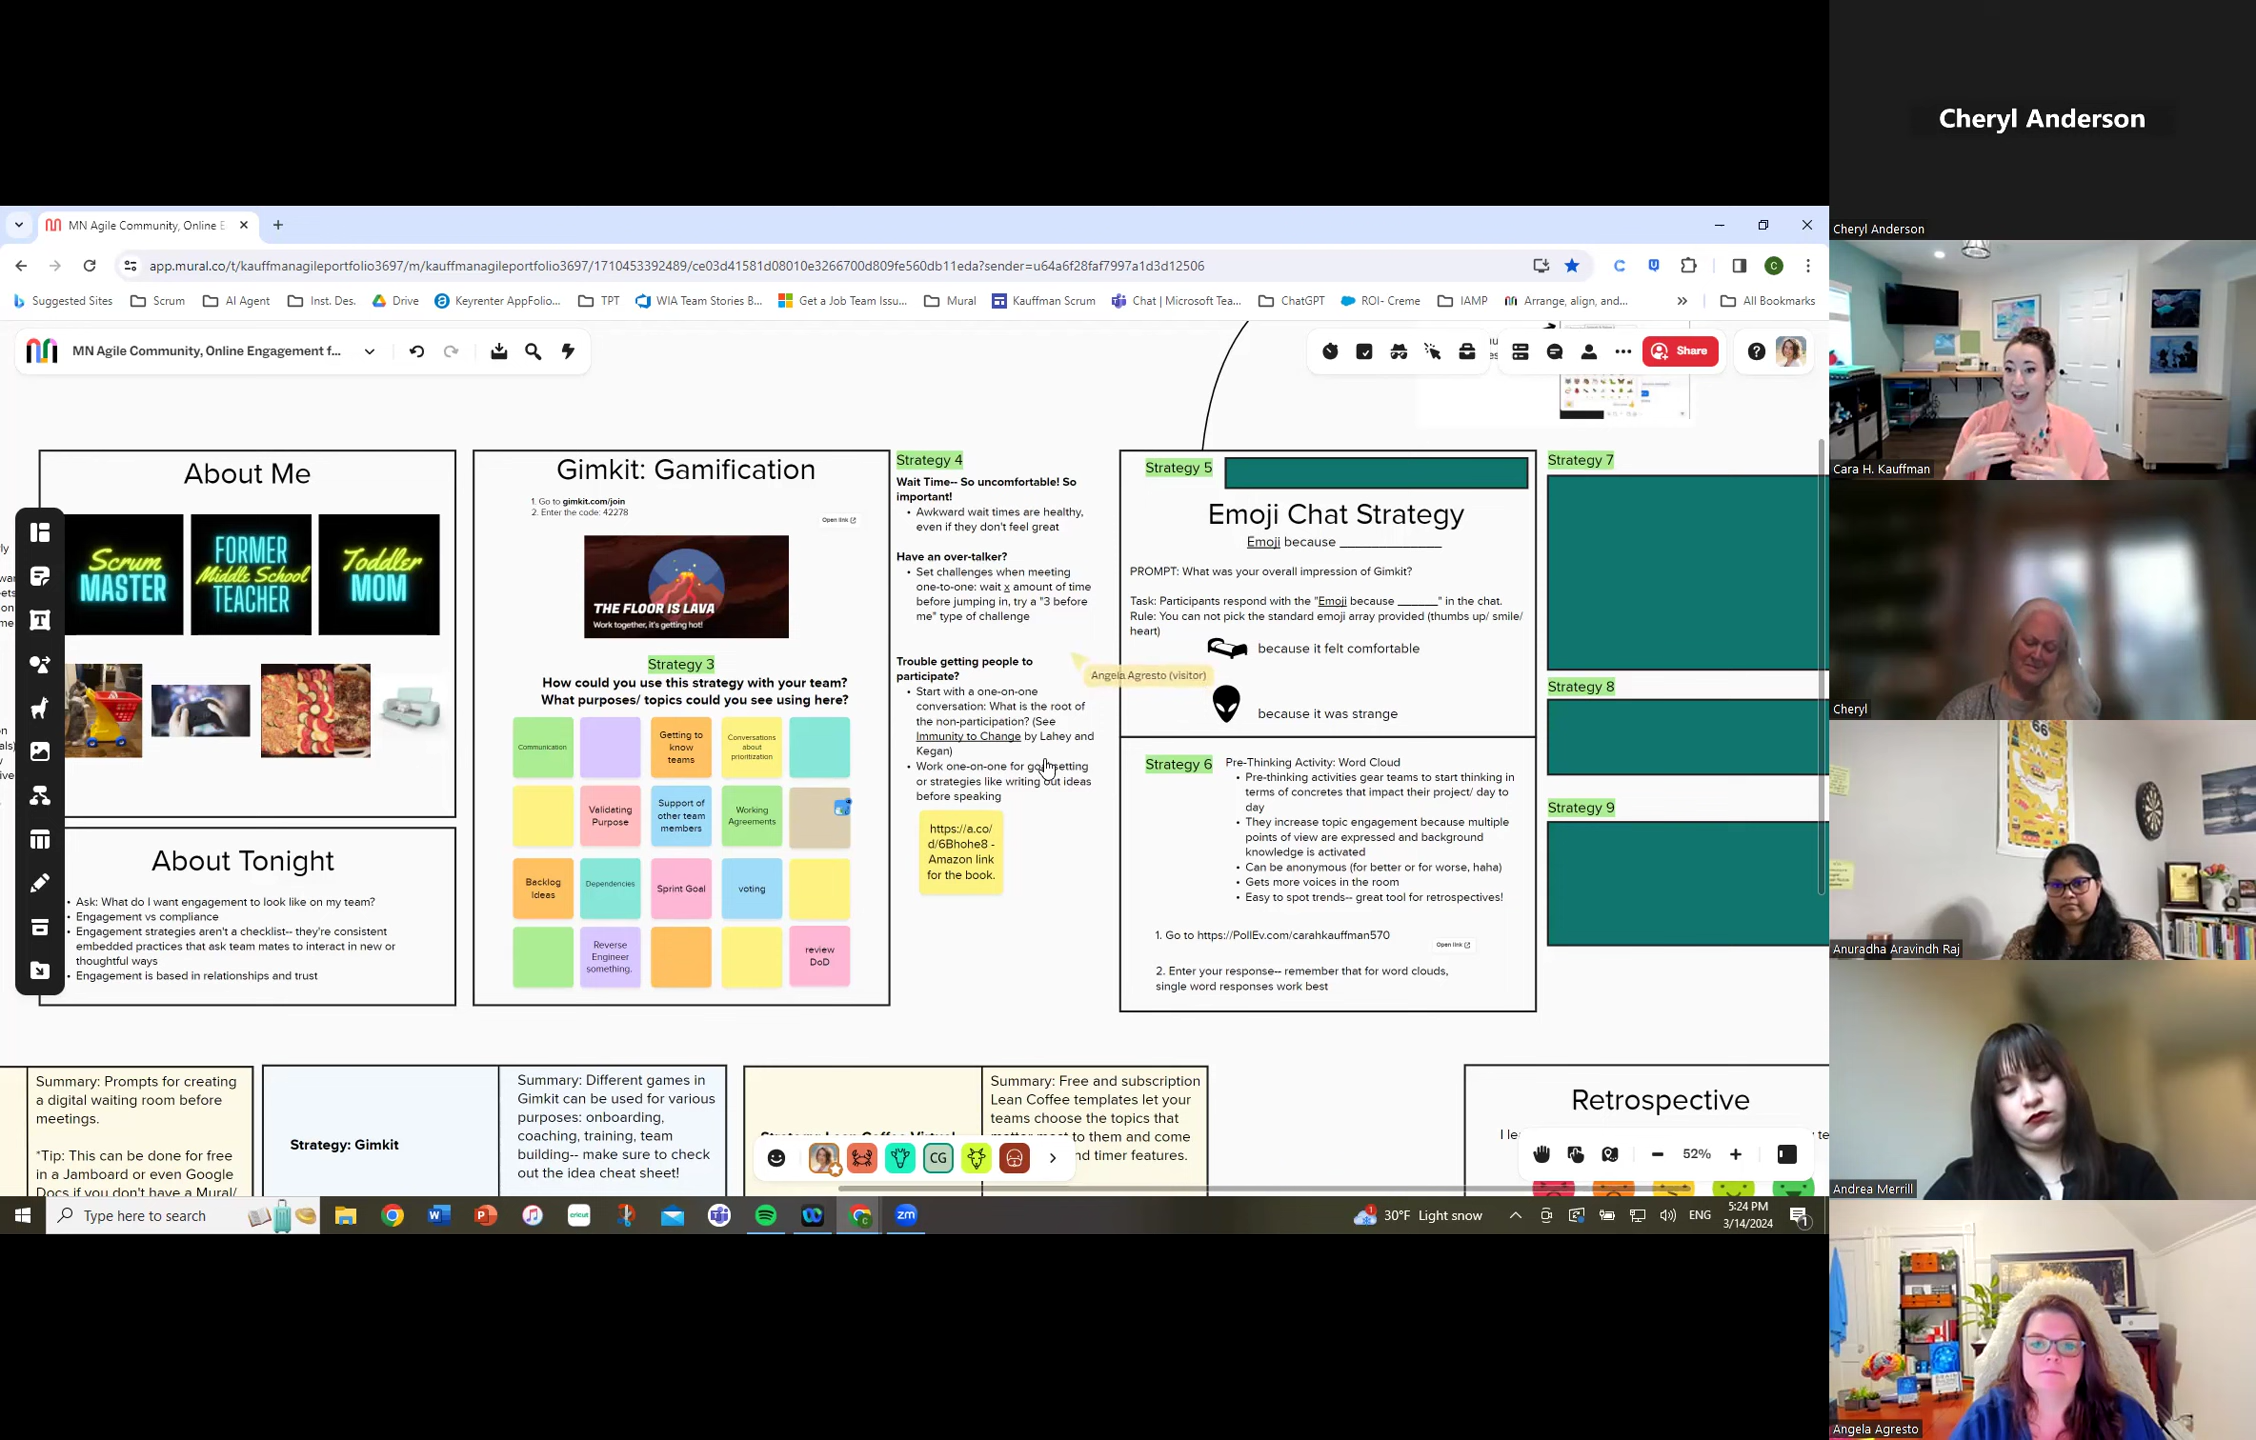 MN Agile Community, Online E
app.mural.co/t/kauffmanagileportfolio3697/m/kauffmanagileportfolio3697/1710453392489/ce03d41581d08010e3266700d809fe560db11eda?sender=u64a6f28faf7997a1d3d12506
C
Suggested Sites
Scrum
AI Agent
Inst. Des.
Drive
Keyrenter AppFolio...
TPT
WIA Team Stories B...
Get a Job Team Issu...
Mural
Kauffman Scrum
Chat | Microsoft Tea...
ChatGPT
ROI- Creme
IAMP
Arrange, align, and...
All Bookmarks
MN Agile Community, Online Engagement f...
Share
About Me
Scrum
MASTER
FORMER
Middle School
TEACHER
Toddler
MOM
About Tonight
• Ask: What do I want engagement to look like on my team?
• Engagement vs compliance
• Engagement strategies aren't a checklist-- they're consistent
embedded practices that ask team mates to interact in new or
thoughtful ways
• Engagement is based in relationships and trust
Gimkit: Gamification
1. Go to gimkit.com/join
2. Enter the code: 42278
Open link
THE FLOOR IS LAVA
Work together, it's getting hot!
Strategy 3
How could you use this strategy with your team?
What purposes/ topics could you see using here?
Communication
Getting to
know
teams
Conversations
about
prioritization
Validating
Purpose
Support of
other team
members
Working
Agreements
Backlog
Ideas
Dependencies
Sprint Goal
voting
Reverse
Engineer
something.
review
DoD
Strategy 4
Wait Time-- So uncomfortable! So
important!
• Awkward wait times are healthy,
even if they don't feel great
Have an over-talker?
• Set challenges when meeting
one-to-one: wait x amount of time
before jumping in, try a "3 before
me" type of challenge
Trouble getting people to
participate?
• Start with a one-on-one
conversation: What is the root of
the non-participation? (See
Immunity to Change by Lahey and
Kegan)
• Work one-on-one for goal setting
or strategies like writing out ideas
before speaking
https://a.co/
d/6Bhohe8 -
Amazon link
for the book.
Angela Agresto (visitor)
Strategy 5
Emoji Chat Strategy
Emoji because ______________
PROMPT: What was your overall impression of Gimkit?
Task: Participants respond with the "Emoji because _______" in the chat.
Rule: You can not pick the standard emoji array provided (thumbs up/ smile/
heart)
because it felt comfortable
because it was strange
Strategy 6
Pre-Thinking Activity: Word Cloud
• Pre-thinking activities gear teams to start thinking in
terms of concretes that impact their project/ day to
day
• They increase topic engagement because multiple
points of view are expressed and background
knowledge is activated
• Can be anonymous (for better or for worse, haha)
• Gets more voices in the room
• Easy to spot trends-- great tool for retrospectives!
1. Go to https://PollEv.com/carahkauffman570
Open link
2. Enter your response-- remember that for word clouds,
single word responses work best
Strategy 7
Strategy 8
Strategy 9
Summary: Prompts for creating
a digital waiting room before
meetings.
*Tip: This can be done for free
in a Jamboard or even Google
Docs if you don't have a Mural/
Strategy: Gimkit
Summary: Different games in
Gimkit can be used for various
purposes: onboarding,
coaching, training, team
building-- make sure to check
out the idea cheat sheet!
Summary: Free and subscription
Lean Coffee templates let your
teams choose the topics that
to them and come
nd timer features.
CG
Retrospective
52%
Type here to search
30°F Light snow
ENG
5:24 PM
3/14/2024
Cheryl Anderson
Cheryl Anderson
Cara H. Kauffman
Cheryl
Anuradha Aravindh Raj
Andrea Merrill
Angela Agresto